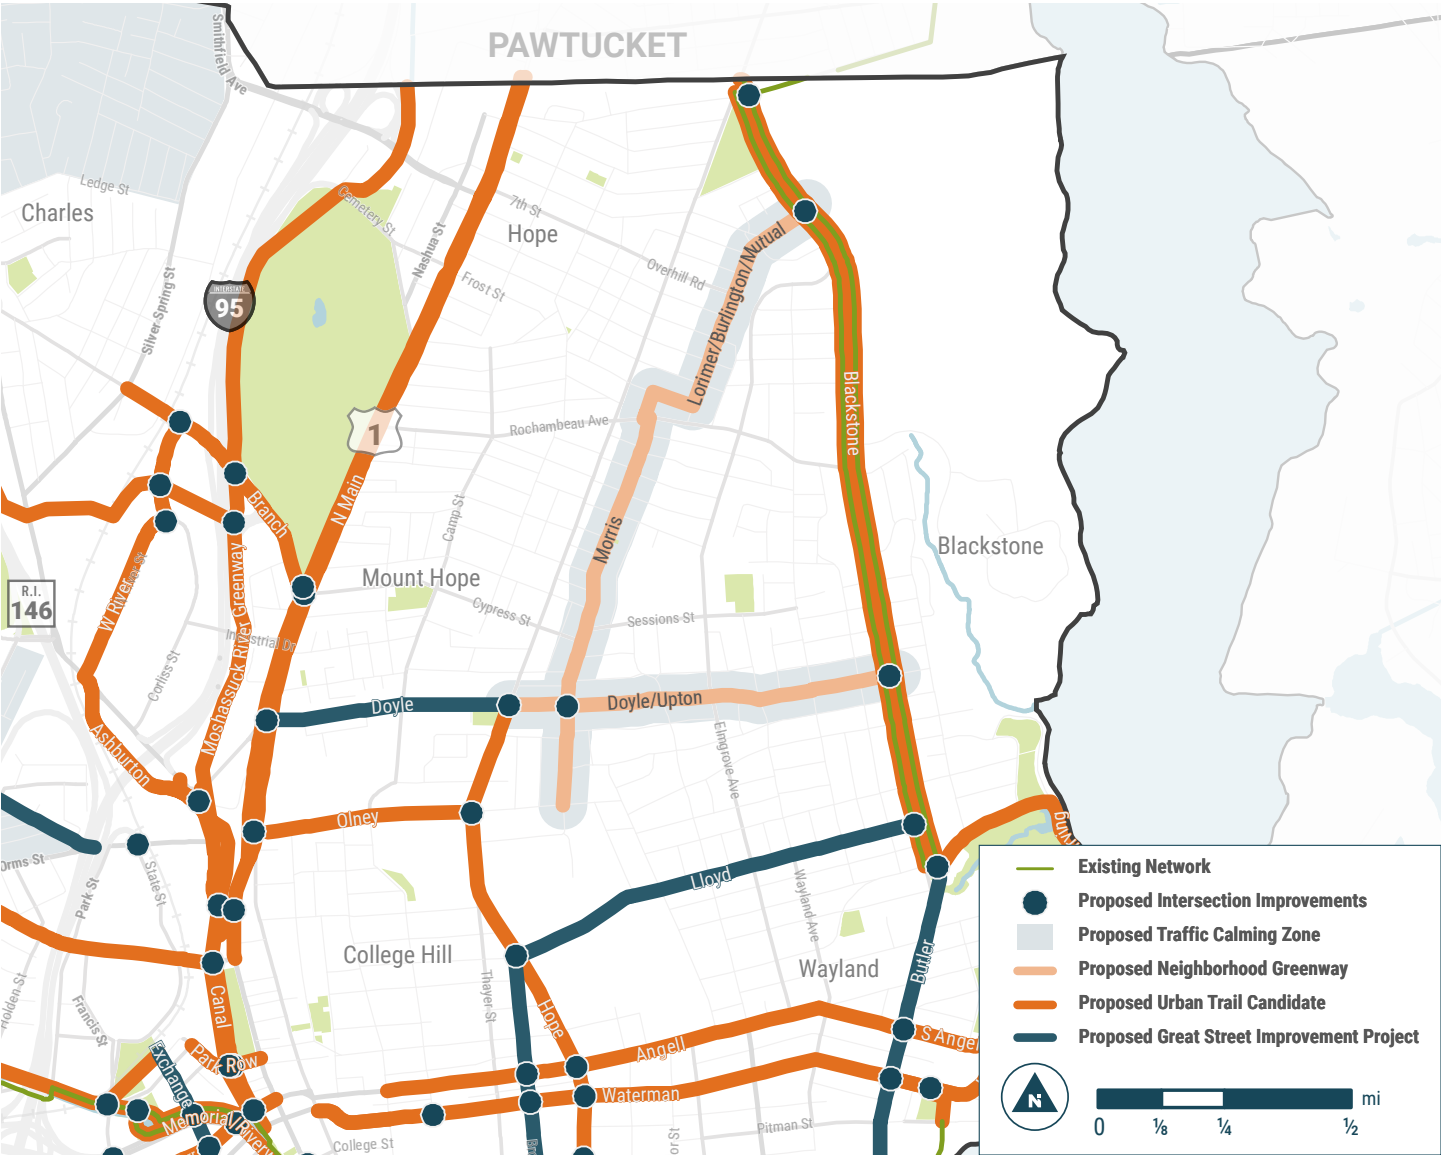 PAWTUCKET
Smithfield Ave
Ledge St
Charles
Cemetery St
Nashua St
7th St
Hope
Overhill Rd
Frost St
Lorimer/Burlington/Mutual
Silver Spring St
INTERSTATE
95
Blackstone
1
Rochambeau Ave
Branch
N Main
Camp St
Morris
Blackstone
R.I.
146
W River
Mount Hope
Cypress St
Sessions St
Moshassuck River Greenway
Industrial Dr
Corliss St
Doyle
Doyle/Upton
Ashburton
Elmgrove Ave
Olney
Orms St
State St
Park St
Lloyd
Wayland Ave
College Hill
Wayland
Butler
Holden St
Francis St
Canal
Thayer St
Hope
Angell
S Angel
Park Row
Exchange
Waterman
Memorial/River
College St
Pitman St
Existing Network
Proposed Intersection Improvements
Proposed Traffic Calming Zone
Proposed Neighborhood Greenway
Proposed Urban Trail Candidate
Proposed Great Street Improvement Project
N
mi
0
⅛
¼
½